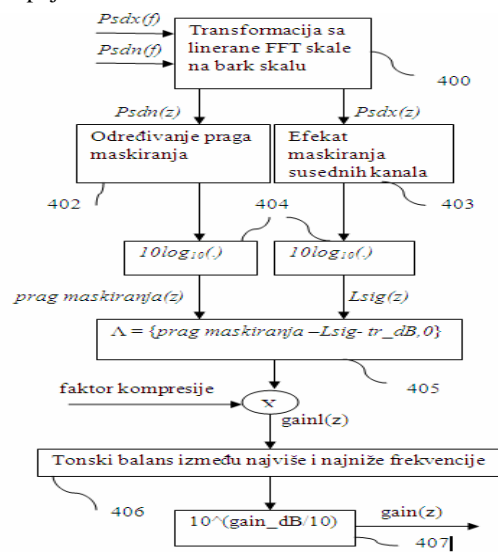 Psdx(f)
Psdn(f)
Transformacija sa
linerane FFT skale
na bark skalu
400
Psdn(z)
Psdx(z)
Određivanje praga
maskiranja
Efekat
maskiranja
susednih kanala
402
404
403
10log₁₀(.)
10log₁₀(.)
prag maskiranja(z)
Lsig(z)
Λ = {prag maskiranja –Lsig- tr_dB,0}
405
faktor kompresije
x
gainl(z)
Tonski balans između najviše i najniže frekvencije
406
10^(gain_dB/10)
gain(z)
407